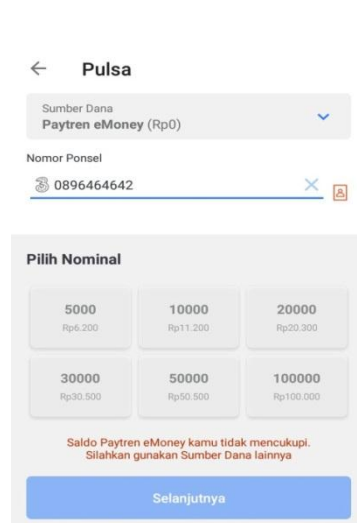 Pulsa
Sumber Dana
Paytren eMoney (Rp0)
Nomor Ponsel
3 0896464642
Pilih Nominal
5000 10000 20000
Rp6.200 Rp11.200 Rp20.300
30000 50000 100000
Rp30.500 Rp50.500 Rp100.000
Saldo Paytren eMoney kamu tidak mencukupi.
Silahkan gunakan Sumber Dana lainnya
Selanjutnya